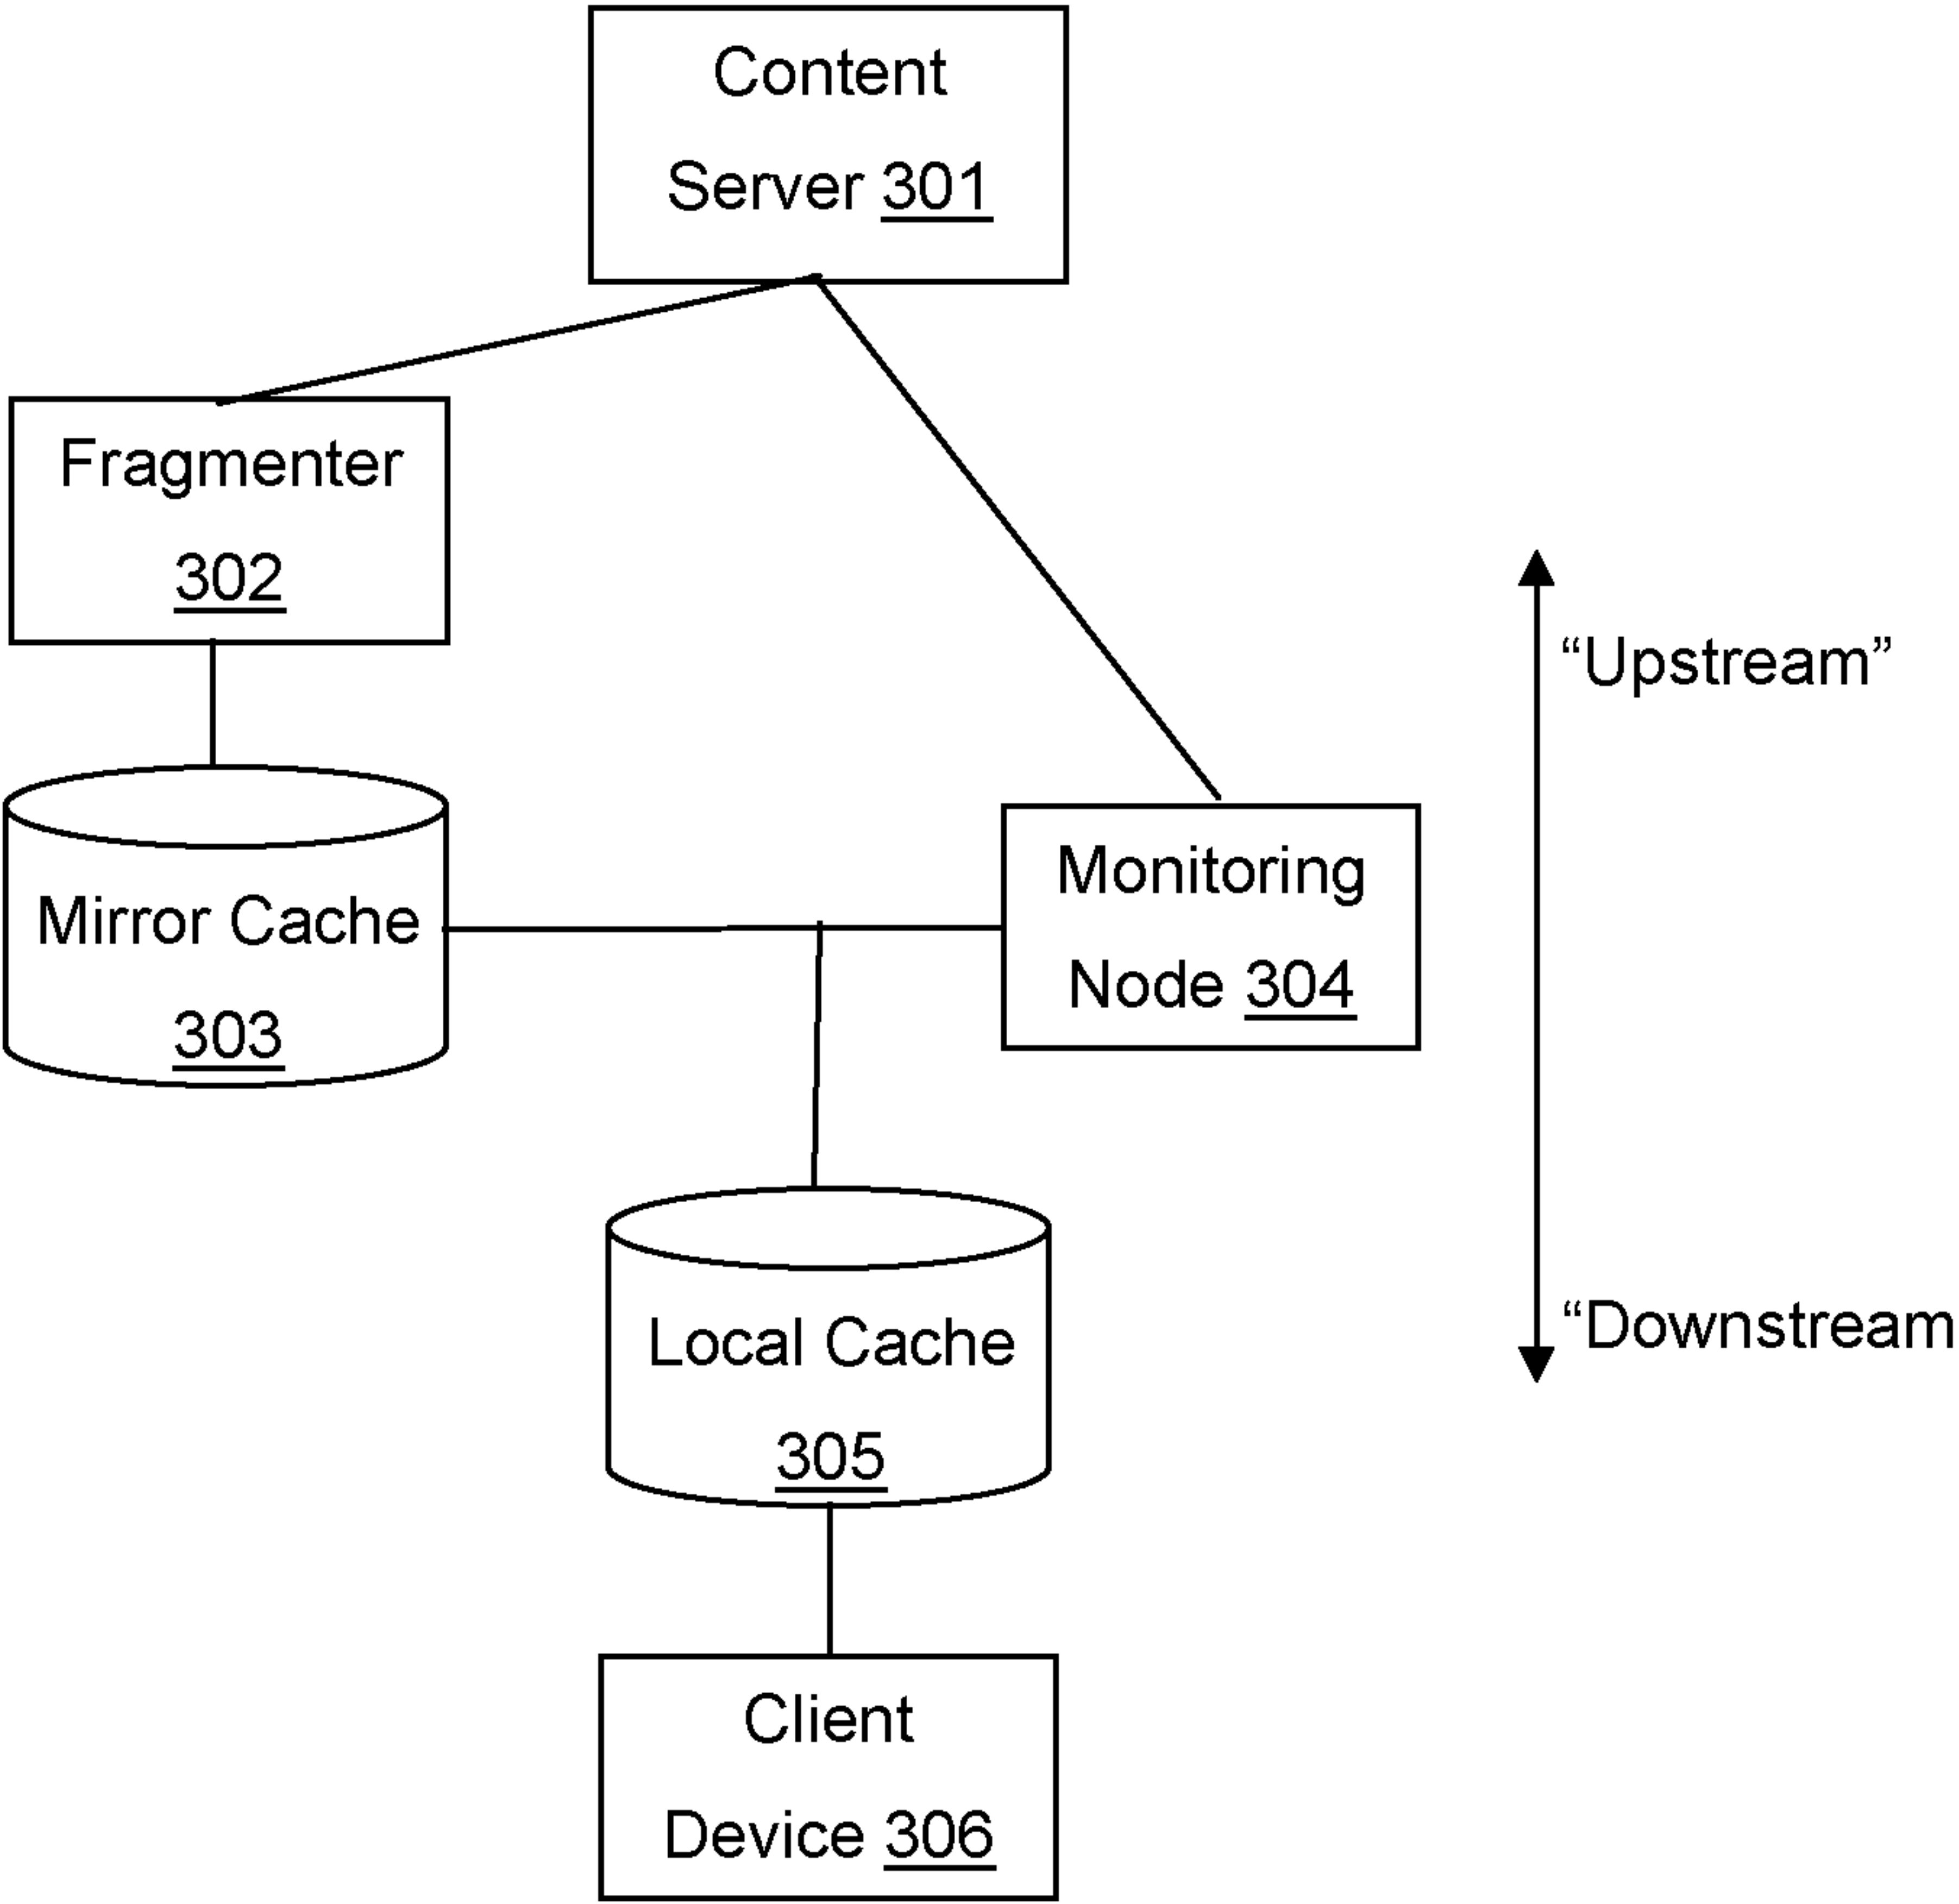 Content
Server 301
Fragmenter
302
“Upstream”
Mirror Cache
303
Monitoring
Node 304
Local Cache
305
“Downstream
Client
Device 306